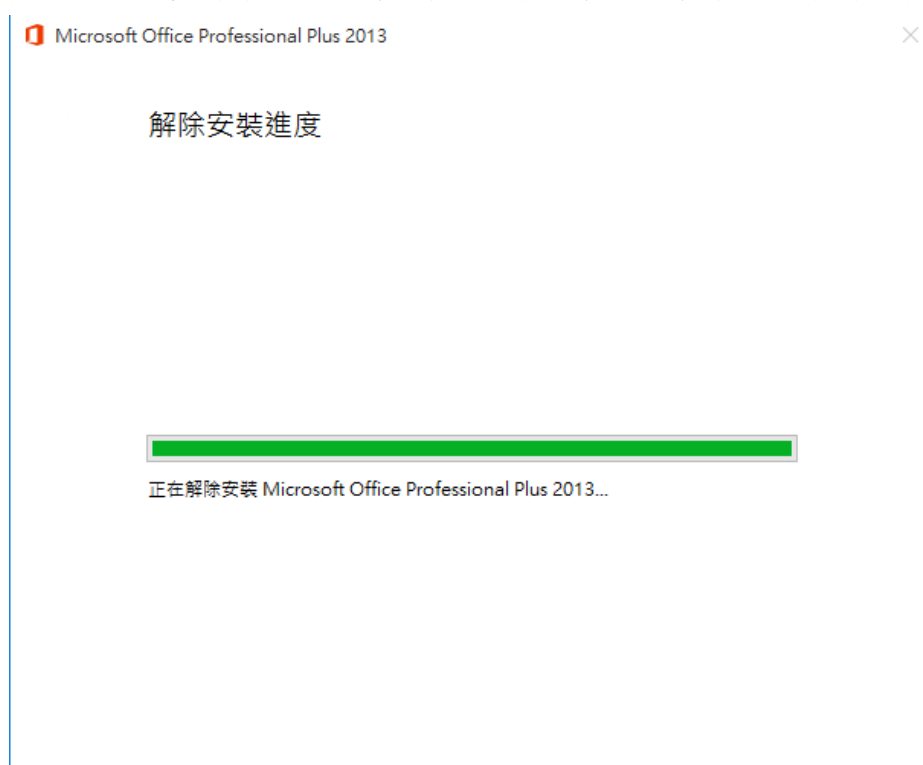 Microsoft Office Professional Plus 2013
解除安裝進度
正在解除安裝 Microsoft Office Professional Plus 2013...